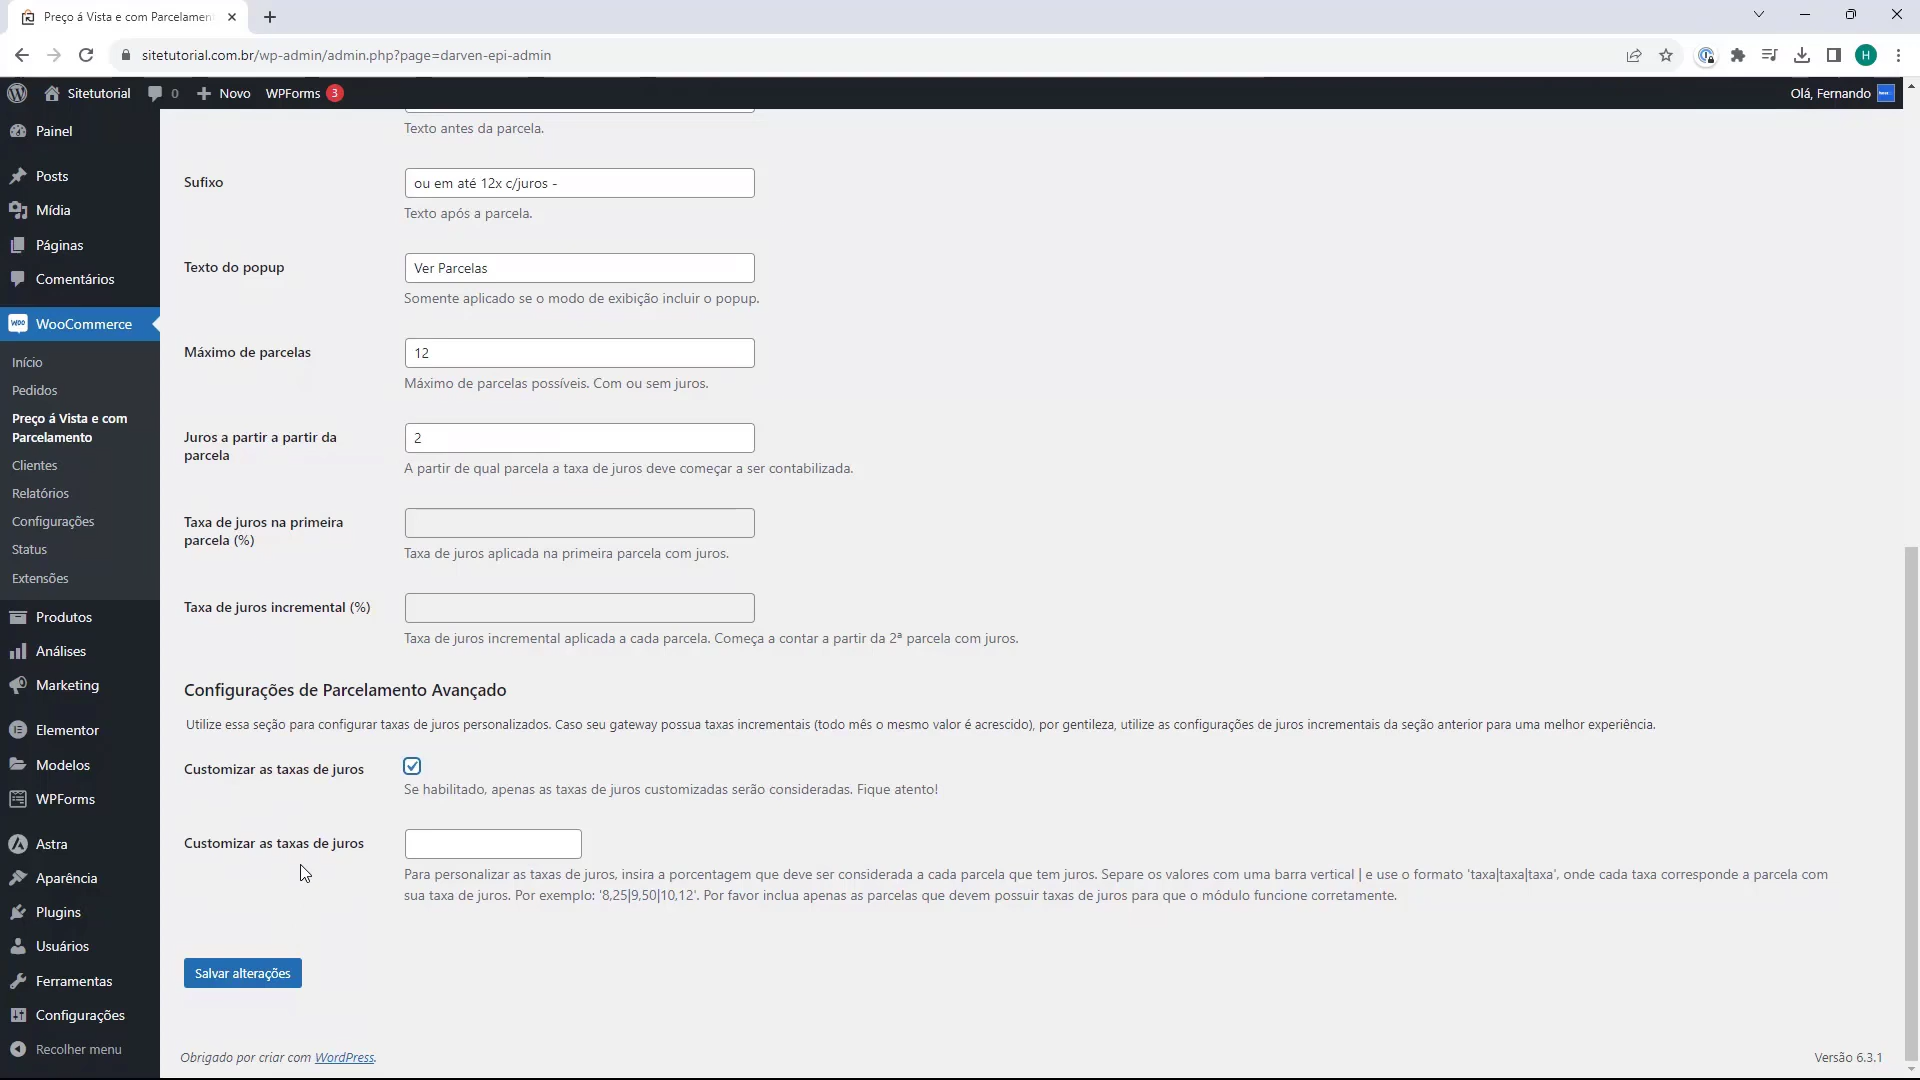 Preço á Vista e com Parcelamen
sitetutorial.com.br/wp-admin/admin.php?page=darven-epi-admin
H
Sitetutorial
0
Novo
WPForms
3
Olá, Fernando
Painel
Posts
Mídia
Páginas
Comentários
WooCommerce
Início
Pedidos
Preço á Vista e com
Parcelamento
Clientes
Relatórios
Configurações
Status
Extensões
Produtos
Análises
Marketing
Elementor
Modelos
WPForms
Astra
Aparência
Plugins
Usuários
Ferramentas
Configurações
Recolher menu
Texto antes da parcela.
Sufixo
ou em até 12x c/juros -
Texto após a parcela.
Texto do popup
Ver Parcelas
Somente aplicado se o modo de exibição incluir o popup.
Máximo de parcelas
12
Máximo de parcelas possíveis. Com ou sem juros.
Juros a partir a partir da
parcela
2
A partir de qual parcela a taxa de juros deve começar a ser contabilizada.
Taxa de juros na primeira
parcela (%)
Taxa de juros aplicada na primeira parcela com juros.
Taxa de juros incremental (%)
Taxa de juros incremental aplicada a cada parcela. Começa a contar a partir da 2ª parcela com juros.
Configurações de Parcelamento Avançado
Utilize essa seção para configurar taxas de juros personalizados. Caso seu gateway possua taxas incrementais (todo mês o mesmo valor é acrescido), por gentileza, utilize as configurações de juros incrementais da seção anterior para uma melhor experiência.
Customizar as taxas de juros
Se habilitado, apenas as taxas de juros customizadas serão consideradas. Fique atento!
Customizar as taxas de juros
Para personalizar as taxas de juros, insira a porcentagem que deve ser considerada a cada parcela que tem juros. Separe os valores com uma barra vertical | e use o formato 'taxa|taxa|taxa', onde cada taxa corresponde a parcela com
sua taxa de juros. Por exemplo: '8,25|9,50|10,12'. Por favor inclua apenas as parcelas que devem possuir taxas de juros para que o módulo funcione corretamente.
Salvar alterações
Obrigado por criar com WordPress.
Versão 6.3.1